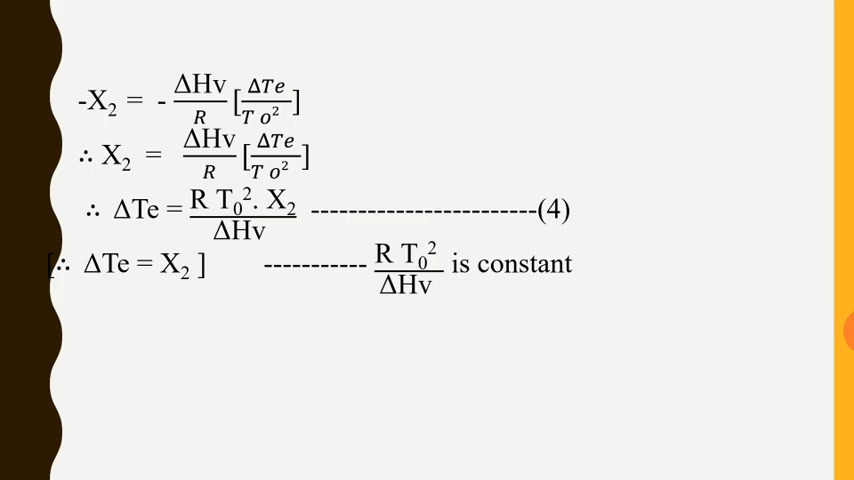 -X₂ = - ΔHv/R [ΔTe/T o²]
∴ X₂ = ΔHv/R [ΔTe/T o²]
∴ ΔTe = R T₀². X₂/ΔHv ------------------------(4)
[∴ ΔTe = X₂ ] ----------- R T₀²/ΔHv is constant